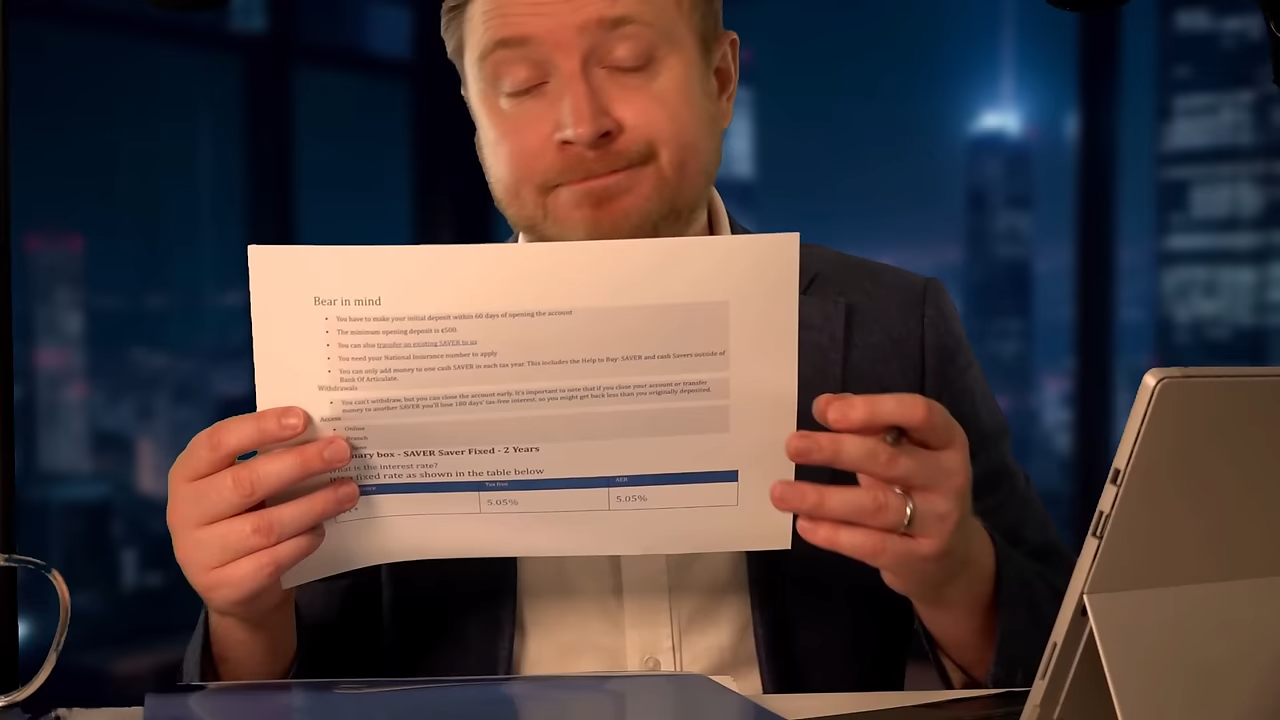 Bear in mind
• You have to make your initial deposit within 60 days of opening the account
• The minimum opening deposit is €500.
• You can also transfer an existing SAVER to us
• You need your National Insurance number to apply
• You can only add money to one cash SAVER in each tax year. This includes the Help to Buy: SAVER and cash Savers outside of
Bank Of Articulate.
Withdrawals
• You can't withdraw, but you can close the account early. It's important to note that if you close your account or transfer
money to another SAVER you'll lose 180 days' tax-free interest, so you might get back less than you originally deposited.
Access
• Online
Branch
nary box - SAVER Saver Fixed - 2 Years
What is the interest rate?
fixed rate as shown in the table below
Tax free AER
5.05% 5.05%